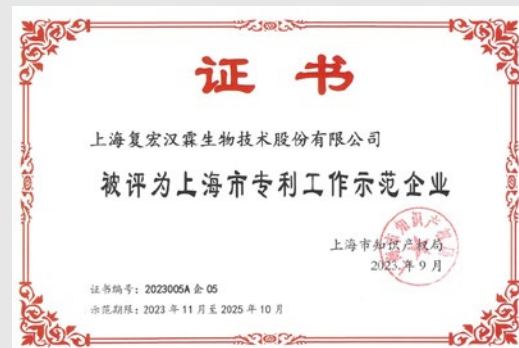 证书
上海复宏汉霖生物技术股份有限公司
被评为上海市专利工作示范企业
上海市知识产权局
2023年9月
证书编号：2023005A企05
示范期限：2023年11月至2025年10月